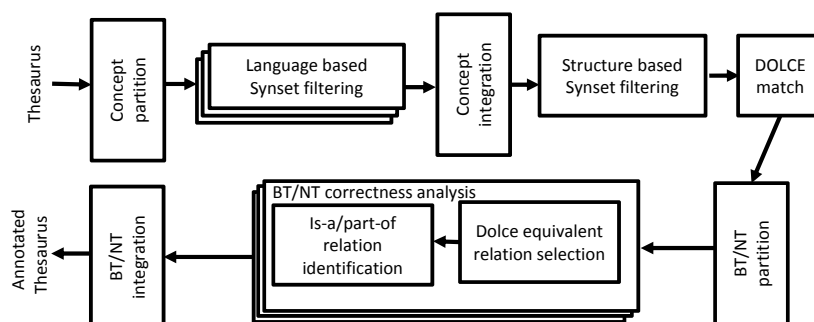 Thesaurus
Concept
partition
Language based
Synset filtering
Concept
integration
Structure based
Synset filtering
DOLCE
match
BT/NT
partition
BT/NT correctness analysis
Dolce equivalent
relation selection
Is-a/part-of
relation
identification
BT/NT
integration
Annotated
Thesaurus